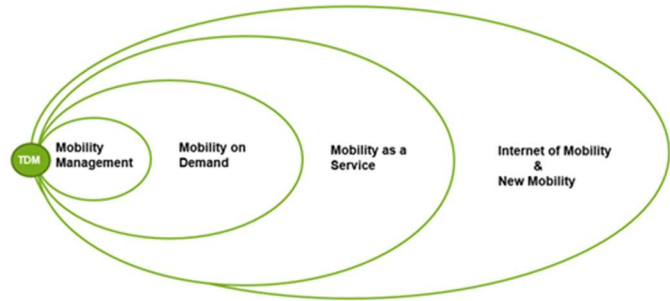 TDM
Mobility
Management
Mobility on
Demand
Mobility as a
Service
Internet of Mobility
&
New Mobility